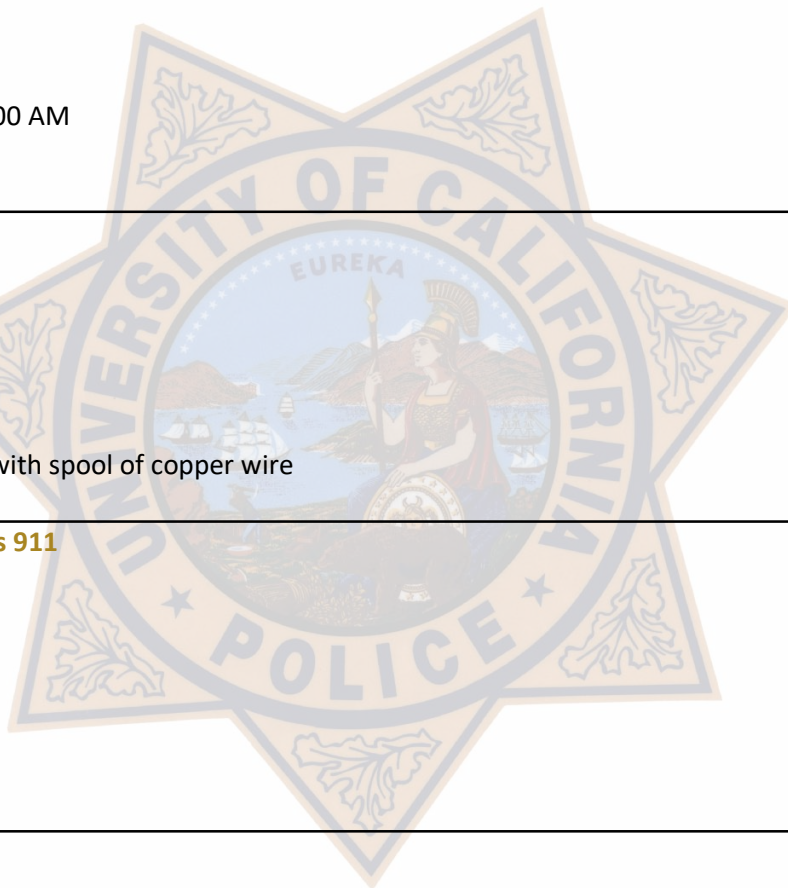 00 AM
UNIVERSITY OF CALIFORNIA
EUREKA
with spool of copper wire
s 911
POLICE